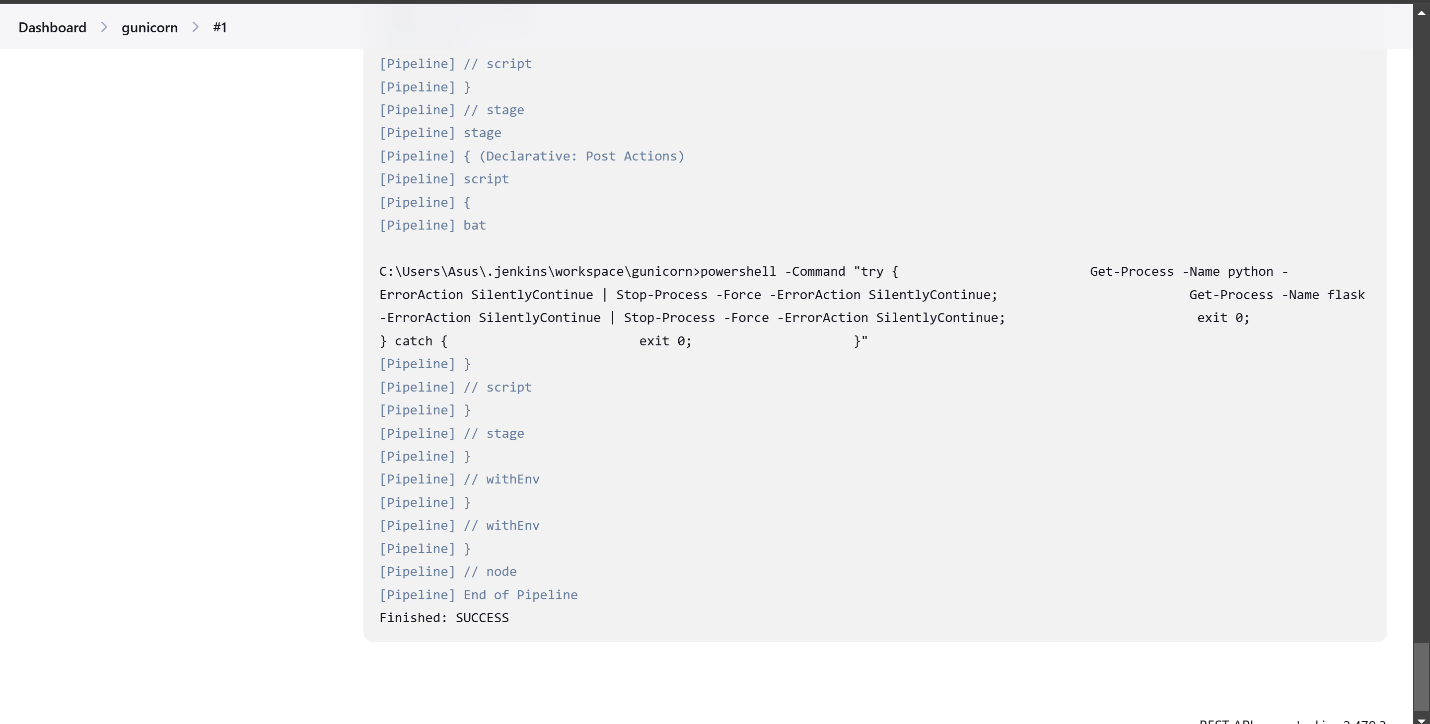 Dashboard > gunicorn > #1
[Pipeline] // script
[Pipeline] }
[Pipeline] // stage
[Pipeline] stage
[Pipeline] { (Declarative: Post Actions)
[Pipeline] script
[Pipeline] {
[Pipeline] bat
C:\Users\Asus\.jenkins\workspace\gunicorn>powershell -Command "try {                         Get-Process -Name python -
ErrorAction SilentlyContinue | Stop-Process -Force -ErrorAction SilentlyContinue;                         Get-Process -Name flask
-ErrorAction SilentlyContinue | Stop-Process -Force -ErrorAction SilentlyContinue;                         exit 0;
} catch {                         exit 0;                     }"
[Pipeline] }
[Pipeline] // script
[Pipeline] }
[Pipeline] // stage
[Pipeline] }
[Pipeline] // withEnv
[Pipeline] }
[Pipeline] // withEnv
[Pipeline] }
[Pipeline] // node
[Pipeline] End of Pipeline
Finished: SUCCESS
REST API